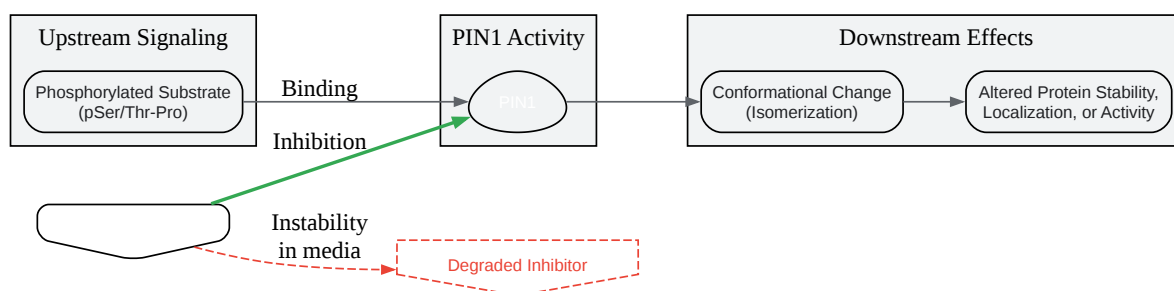 Upstream Signaling
Phosphorylated Substrate
(pSer/Thr-Pro)
Binding
Inhibition
PIN1 Activity
PIN1
Downstream Effects
Conformational Change
(Isomerization)
Altered Protein Stability,
Localization, or Activity
Instability
in media
Degraded Inhibitor